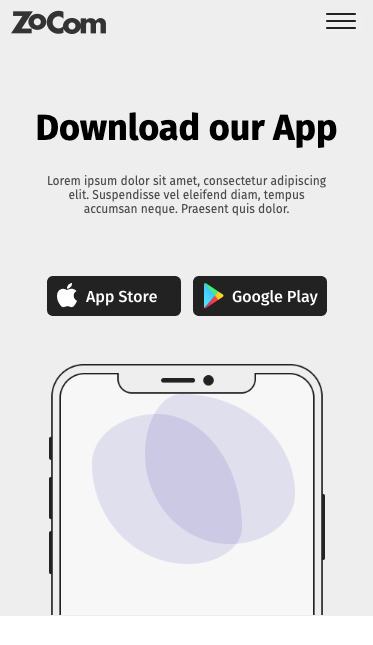 ZoCom
Download our App
Lorem ipsum dolor sit amet, consectetur adipiscing
elit. Suspendisse vel eleifend diam, tempus
accumsan neque. Praesent quis dolor.
App Store
Google Play